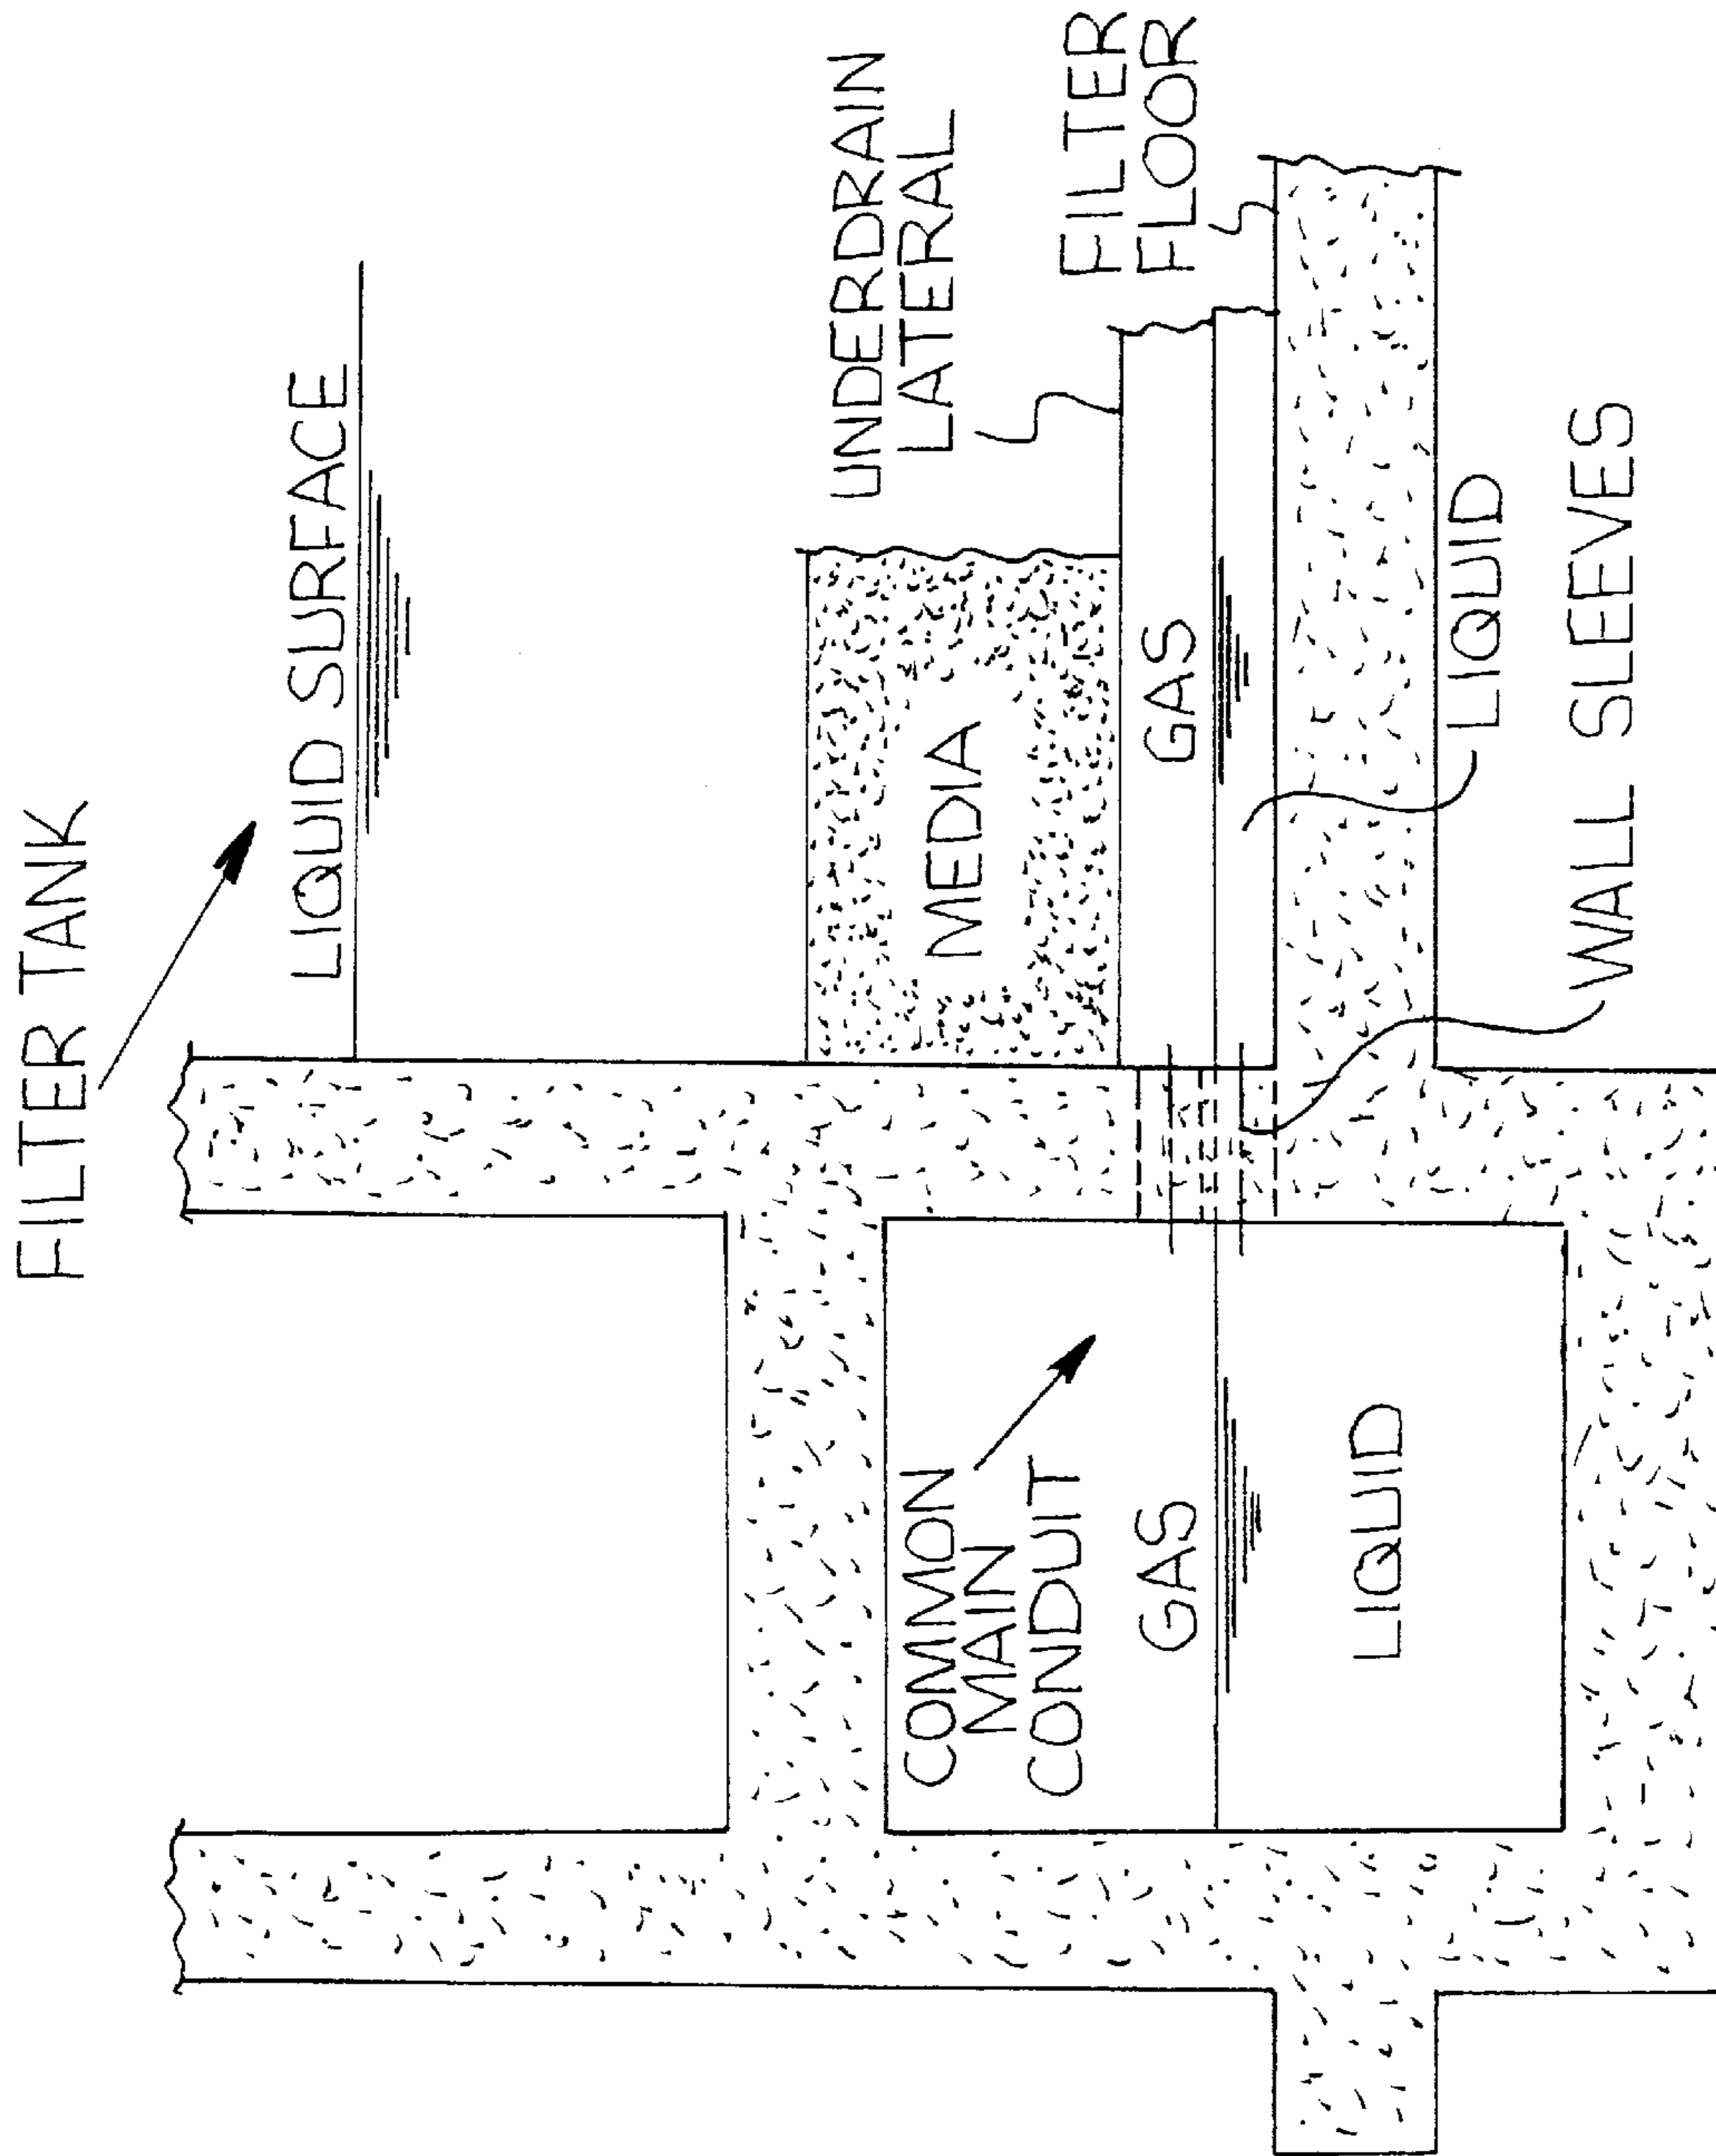 FILTER TANK
LIQUID SURFACE
UNDERDRAIN
LATERAL
MEDIA
COMMON
MAIN
CONDUIT
FILTER
FLOOR
GAS
GAS
LIQUID
LIQUID
WALL SLEEVES